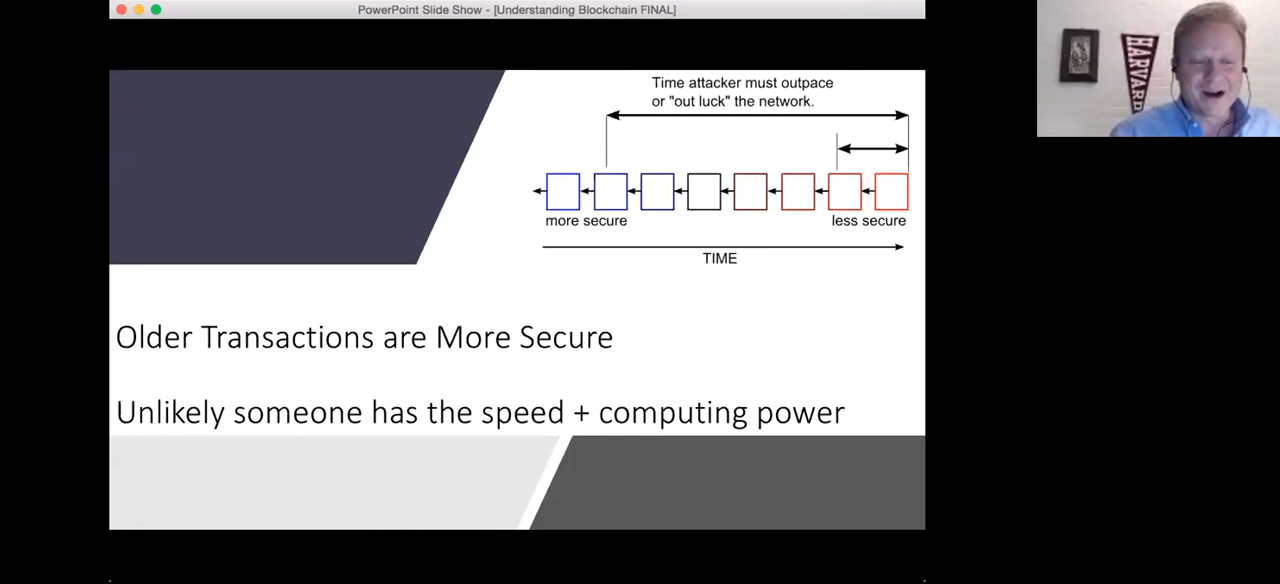 PowerPoint Slide Show - [Understanding Blockchain FINAL]
HARVARD
Time attacker must outpace
or "out luck" the network.
more secure
less secure
TIME
Older Transactions are More Secure
Unlikely someone has the speed + computing power